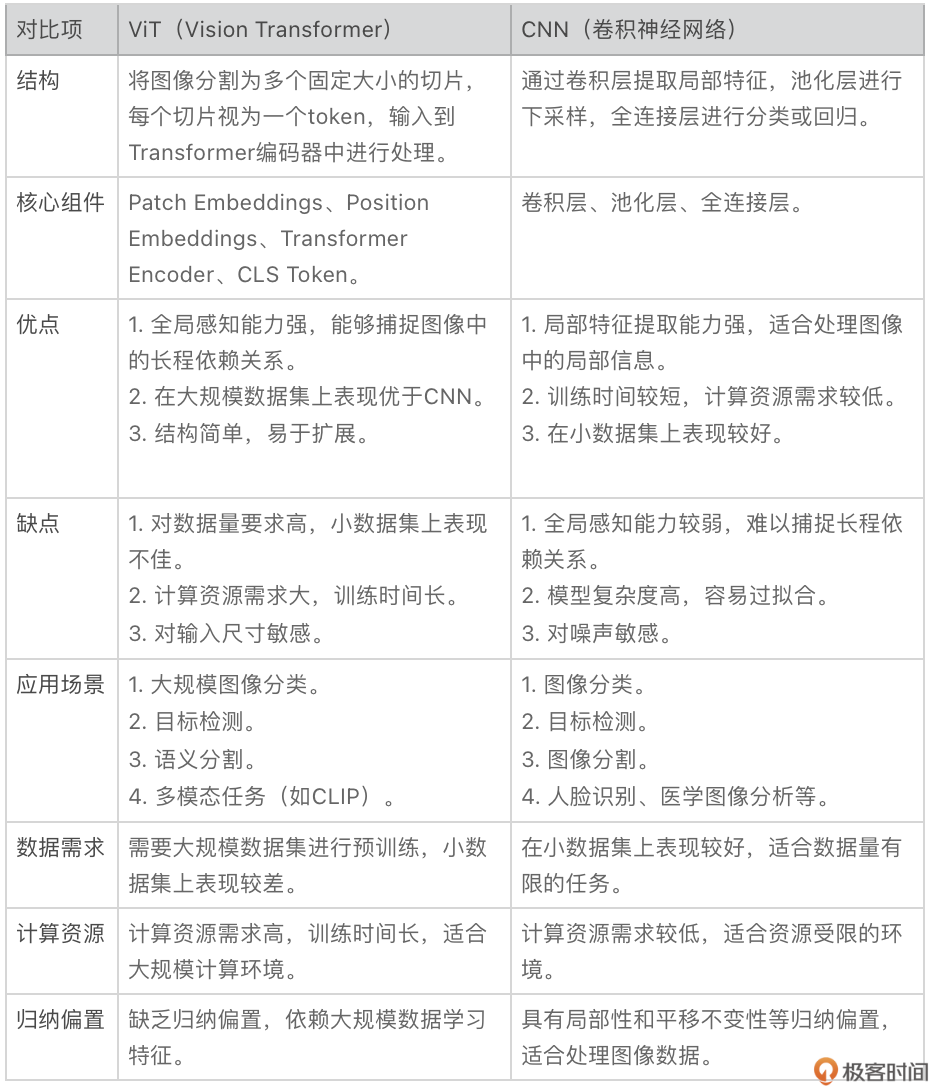 对比项
ViT（Vision Transformer）
CNN（卷积神经网络）
结构
将图像分割为多个固定大小的切片，
每个切片视为一个token，输入到
Transformer编码器中进行处理。
通过卷积层提取局部特征，池化层进行
下采样，全连接层进行分类或回归。
核心组件
Patch Embeddings、Position
Embeddings、Transformer
Encoder、CLS Token。
卷积层、池化层、全连接层。
优点
1. 全局感知能力强，能够捕捉图像中
的长程依赖关系。
2. 在大规模数据集上表现优于CNN。
3. 结构简单，易于扩展。
1. 局部特征提取能力强，适合处理图像
中的局部信息。
2. 训练时间较短，计算资源需求较低。
3. 在小数据集上表现较好。
缺点
1. 对数据量要求高，小数据集上表现
不佳。
2. 计算资源需求大，训练时间长。
3. 对输入尺寸敏感。
1. 全局感知能力较弱，难以捕捉长程依
赖关系。
2. 模型复杂度高，容易过拟合。
3. 对噪声敏感。
应用场景
1. 大规模图像分类。
2. 目标检测。
3. 语义分割。
4. 多模态任务（如CLIP）。
1. 图像分类。
2. 目标检测。
3. 图像分割。
4. 人脸识别、医学图像分析等。
数据需求
需要大规模数据集进行预训练，小数
据集上表现较差。
在小数据集上表现较好，适合数据量有
限的任务。
计算资源
计算资源需求高，训练时间长，适合
大规模计算环境。
计算资源需求较低，适合资源受限的环
境。
归纳偏置
缺乏归纳偏置，依赖大规模数据学习
特征。
具有局部性和平移不变性等归纳偏置，
适合处理图像数据。
极客时间